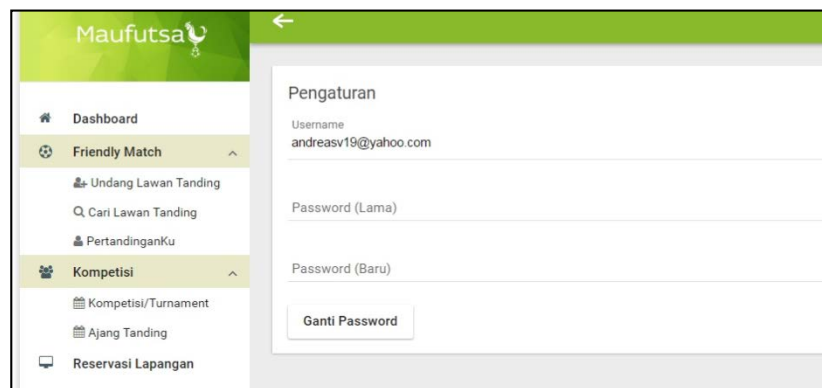 Maufutsal
Dashboard
Friendly Match
Undang Lawan Tanding
Cari Lawan Tanding
PertandinganKu
Kompetisi
Kompetisi/Turnament
Ajang Tanding
Reservasi Lapangan
Pengaturan
Username
andreasv19@yahoo.com
Password (Lama)
Password (Baru)
Ganti Password